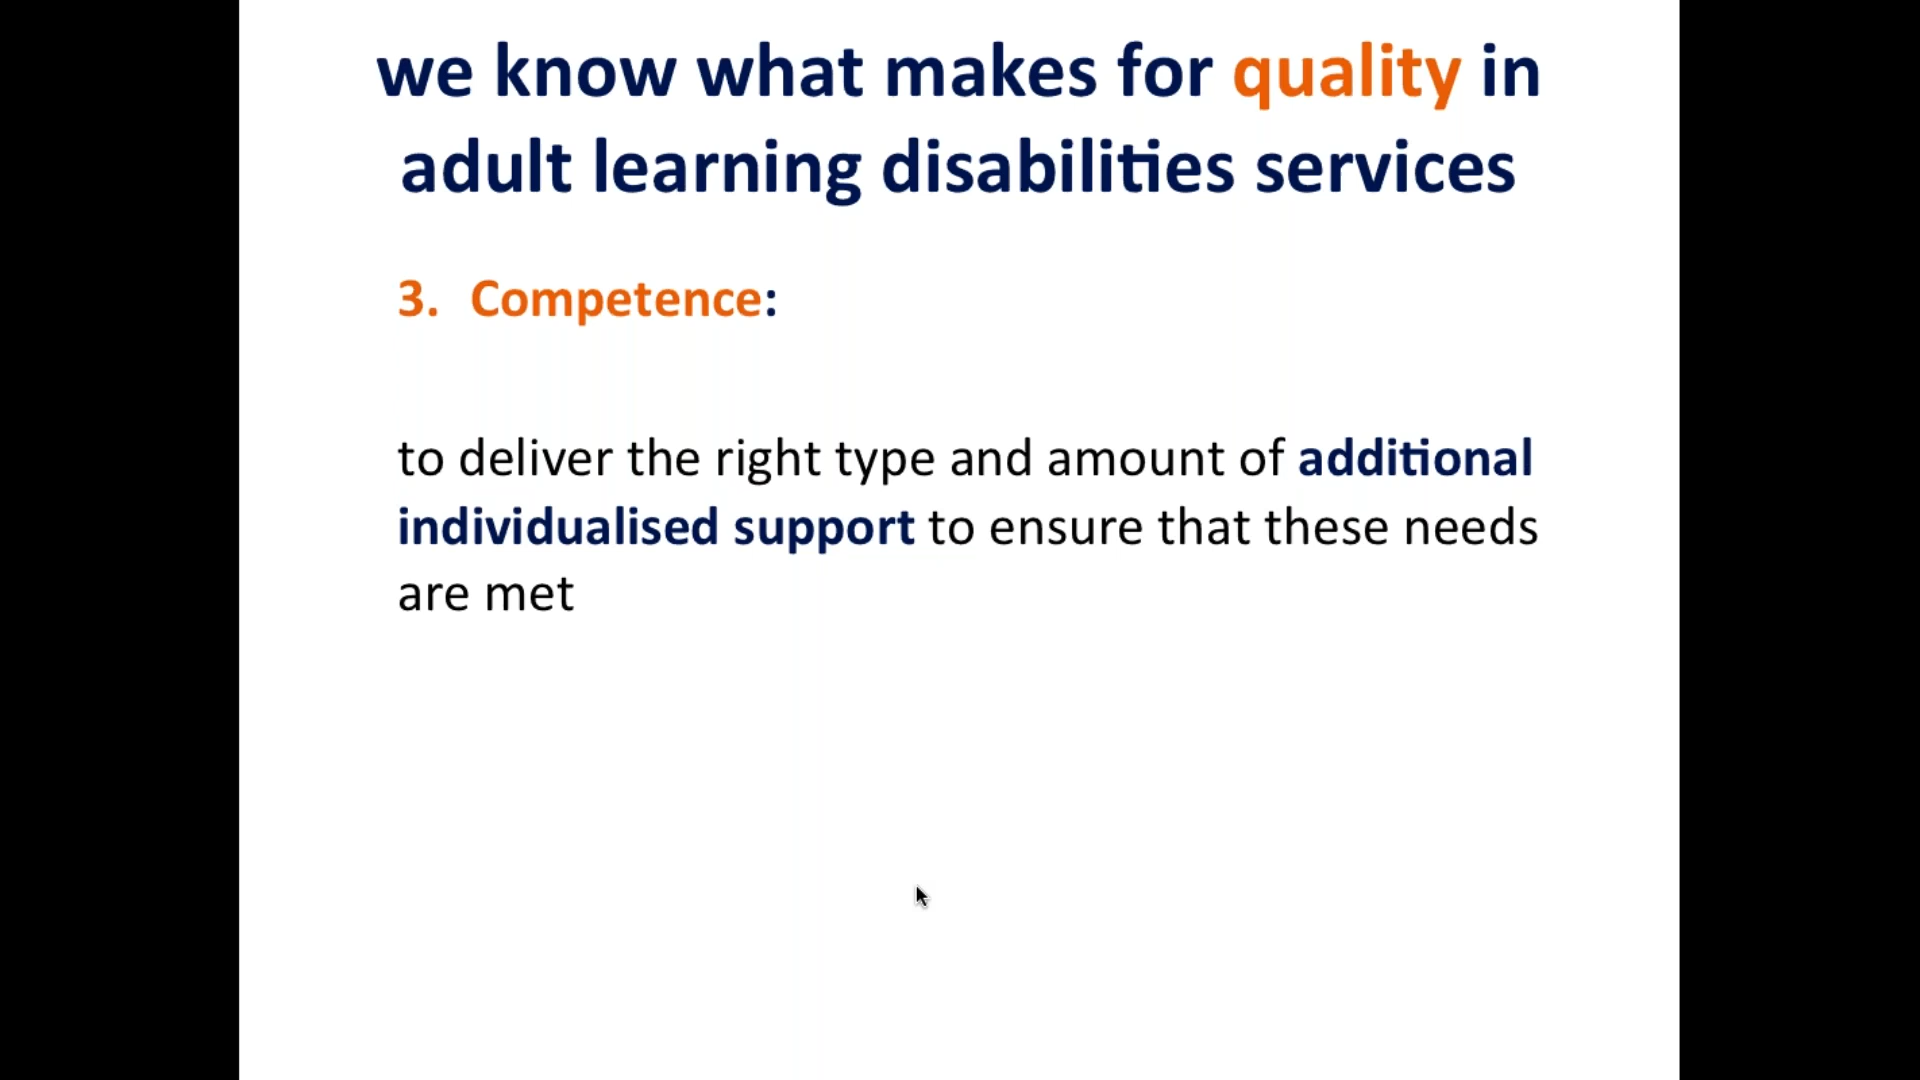 we know what makes for quality in
adult learning disabilities services
3. Competence:
to deliver the right type and amount of additional
individualised support to ensure that these needs
are met